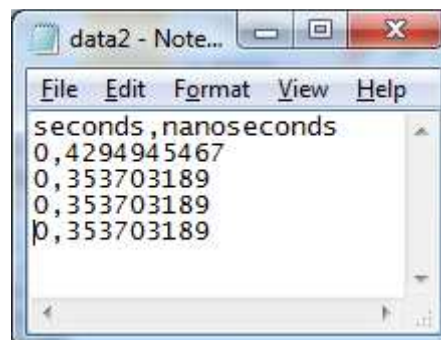 data2 - Note...
File Edit Format View Help
seconds,nanoseconds
0,4294945467
0,353703189
0,353703189
0,353703189